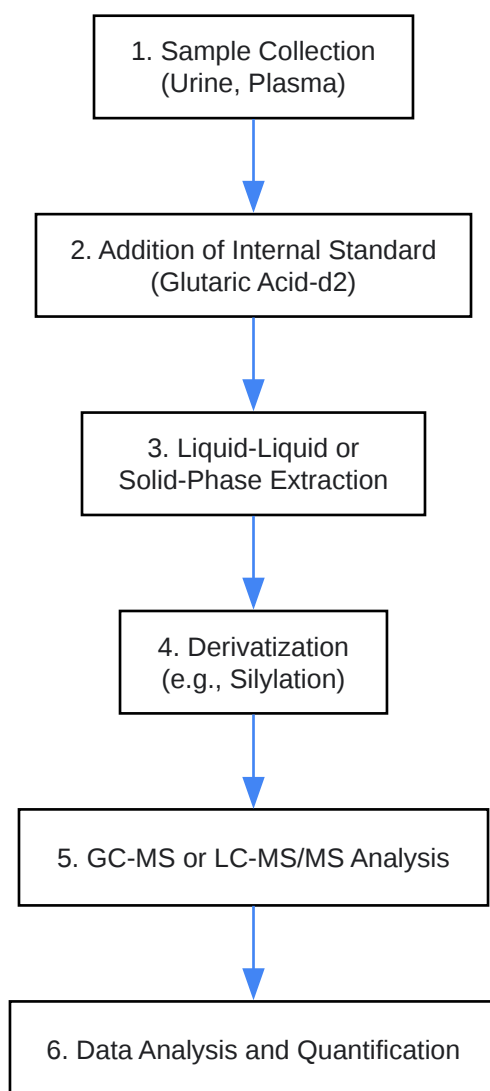 1. Sample Collection
(Urine, Plasma)
2. Addition of Internal Standard
(Glutaric Acid-d2)
3. Liquid-Liquid or
Solid-Phase Extraction
4. Derivatization
(e.g., Silylation)
5. GC-MS or LC-MS/MS Analysis
6. Data Analysis and Quantification